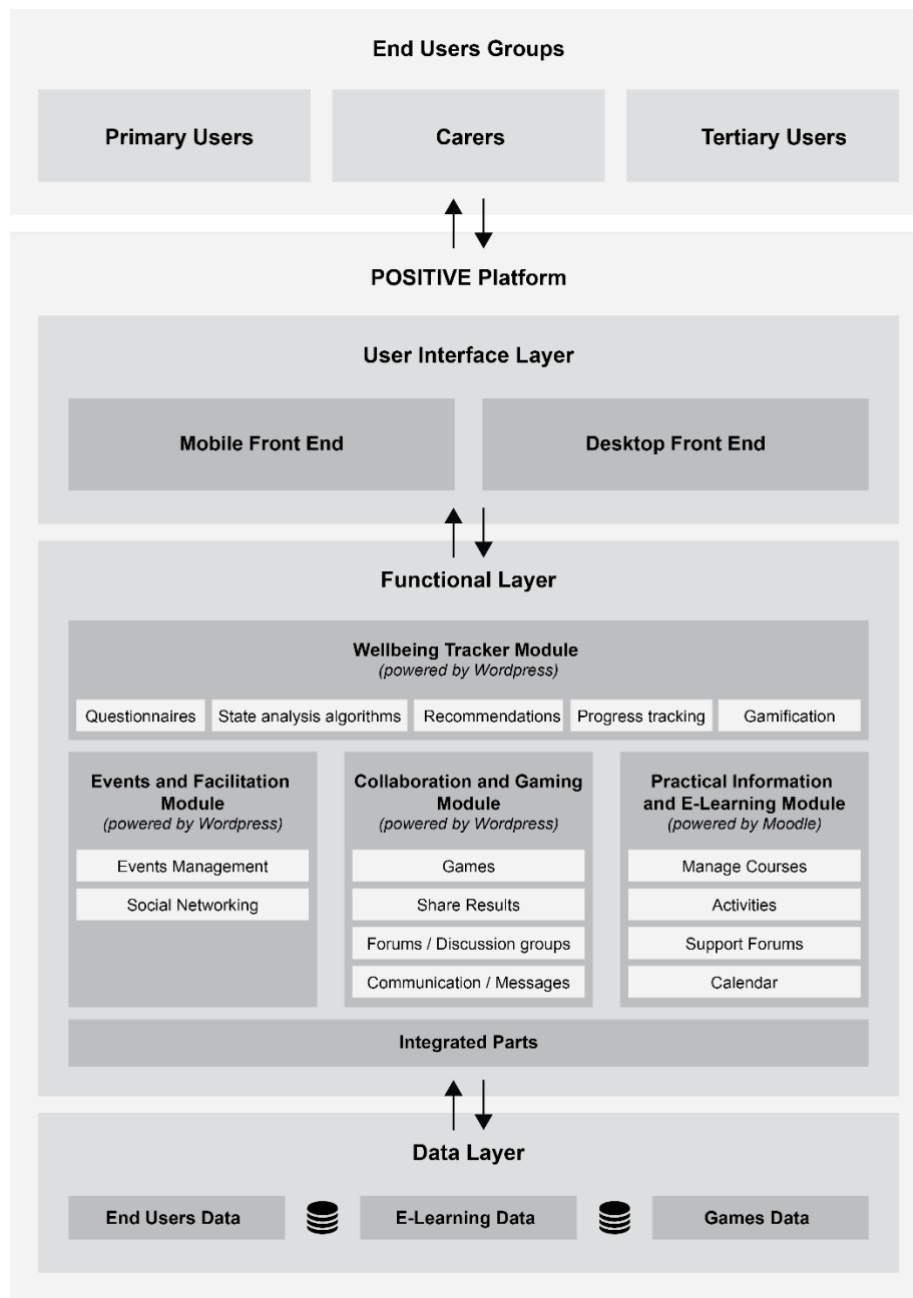 End Users Groups
Primary Users
Carers
Tertiary Users
POSITIVE Platform
User Interface Layer
Mobile Front End
Desktop Front End
Functional Layer
Wellbeing Tracker Module
(powered by Wordpress)
Questionnaires
State analysis algorithms
Recommendations
Progress tracking
Gamification
Events and Facilitation
Module
(powered by Wordpress)
Events Management
Social Networking
Collaboration and Gaming
Module
(powered by Wordpress)
Games
Share Results
Forums / Discussion groups
Communication / Messages
Practical Information
and E-Learning Module
(powered by Moodle)
Manage Courses
Activities
Support Forums
Calendar
Integrated Parts
Data Layer
End Users Data
E-Learning Data
Games Data